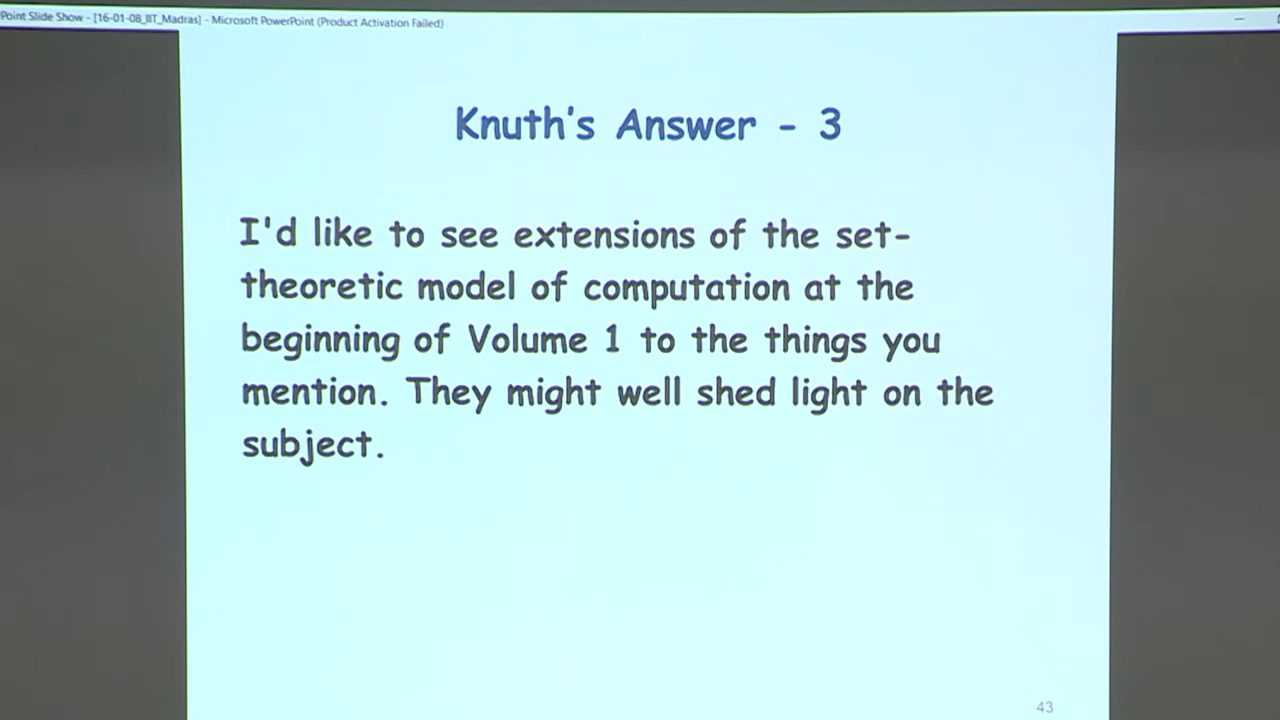 Point Slide Show - [16-01-08_IIT_Madras] - Microsoft PowerPoint (Product Activation Failed)
Knuth's Answer - 3
I'd like to see extensions of the set-
theoretic model of computation at the
beginning of Volume 1 to the things you
mention. They might well shed light on the
subject.
43